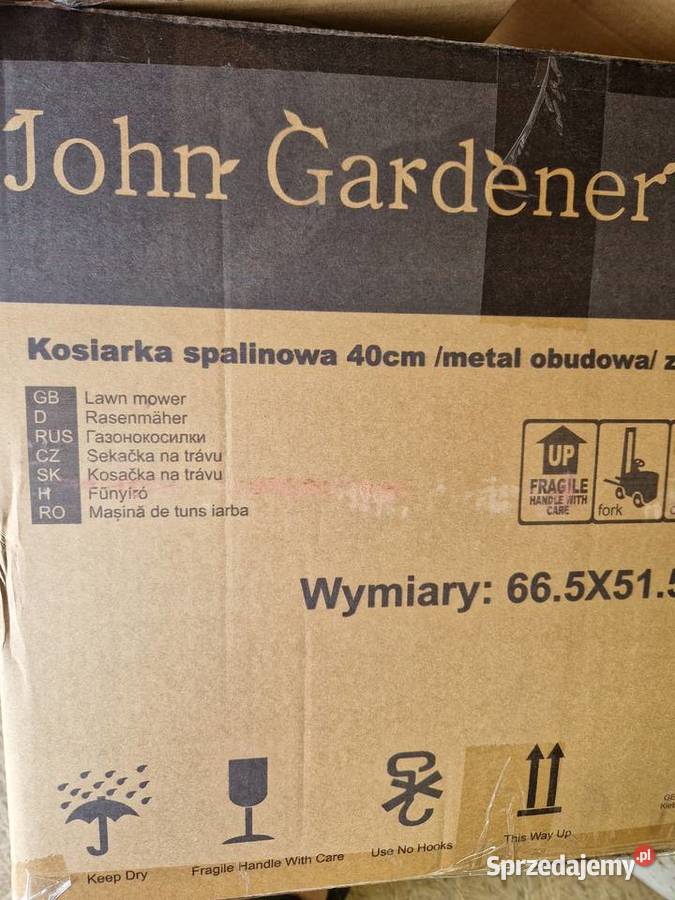 John Gardener
Kosiarka spalinowa 40cm /metal obudowa/ z
GB Lawn mower
D Rasenmäher
RUS Газонокосилки
CZ Sekačka na trávu
SK Kosačka na trávu
H Fűnyíró
RO Mașină de tuns iarba
UP
FRAGILE
HANDLE WITH
CARE
fork
Wymiary: 66.5X51.5
Keep Dry
Fragile Handle With Care
Use No Hooks
This Way Up
Sprzedajemy.pl